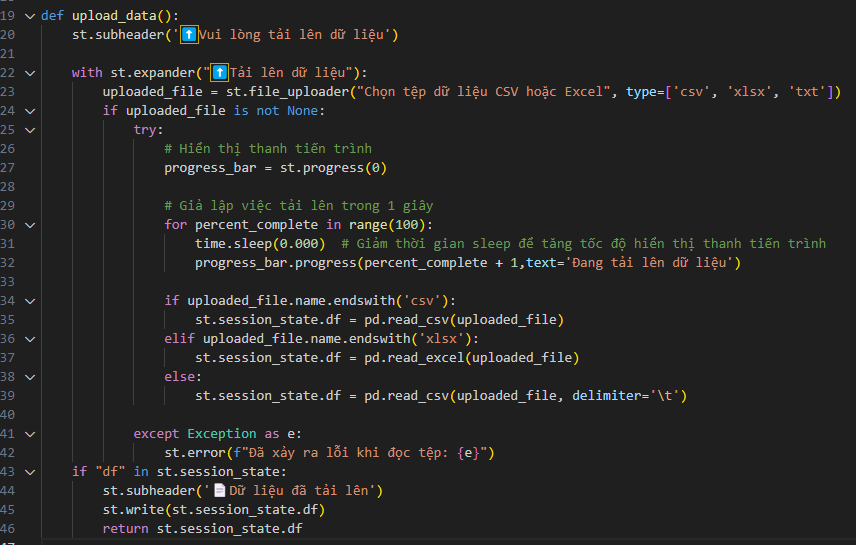 19 def upload_data():
20 st.subheader('⬆️Vui lòng tải lên dữ liệu')
21
22 with st.expander("⬆️Tải lên dữ liệu"):
23 uploaded_file = st.file_uploader("Chọn tệp dữ liệu CSV hoặc Excel", type=['csv', 'xlsx', 'txt'])
24 if uploaded_file is not None:
25 try:
26 # Hiển thị thanh tiến trình
27 progress_bar = st.progress(0)
28
29 # Giả lập việc tải lên trong 1 giây
30 for percent_complete in range(100):
31 time.sleep(0.000)  # Giảm thời gian sleep để tăng tốc độ hiển thị thanh tiến trình
32 progress_bar.progress(percent_complete + 1,text='Đang tải lên dữ liệu')
33
34 if uploaded_file.name.endswith('csv'):
35 st.session_state.df = pd.read_csv(uploaded_file)
36 elif uploaded_file.name.endswith('xlsx'):
37 st.session_state.df = pd.read_excel(uploaded_file)
38 else:
39 st.session_state.df = pd.read_csv(uploaded_file, delimiter='\t')
40
41 except Exception as e:
42 st.error(f"Đã xảy ra lỗi khi đọc tệp: {e}")
43 if "df" in st.session_state:
44 st.subheader('📄Dữ liệu đã tải lên')
45 st.write(st.session_state.df)
46 return st.session_state.df